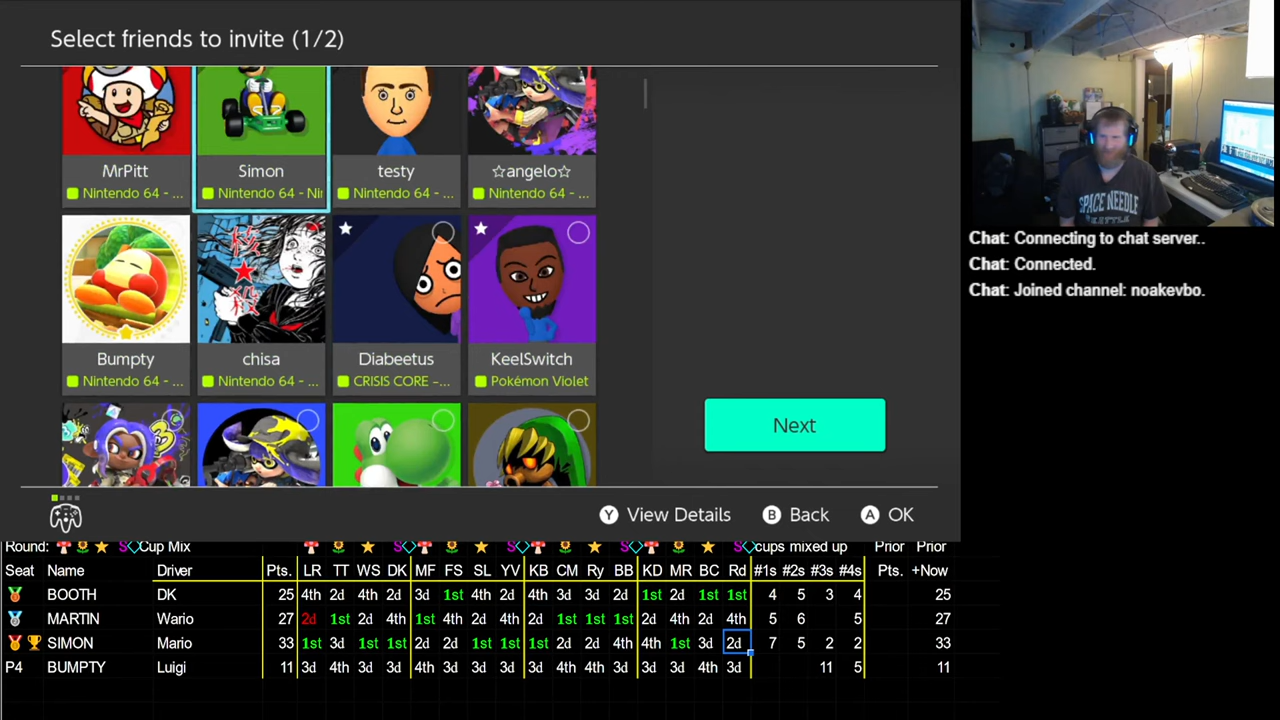 Select friends to invite (1/2)
MrPitt Simon testy ☆angelo☆
Nintendo 64 - ... Nintendo 64 - Nin Nintendo 64 - ... Nintendo 64 - ...
Bumpty chisa Diabeetus KeelSwitch
Nintendo 64 - ... Nintendo 64 - ... CRISIS CORE –... Pokémon Violet
Next
Y View Details B Back A OK
SPACE NEEDLE
Chat: Connecting to chat server..
Chat: Connected.
Chat: Joined channel: noakevbo.
Round: Cup Mix cups mixed up Prior Prior
Seat Name Driver Pts. LR TT WS DK MF FS SL YV KB CM Ry BB KD MR BC Rd #1s #2s #3s #4s Pts. +Now
BOOTH DK 25 4th 2d 4th 2d 3d 1st 4th 2d 4th 3d 3d 2d 1st 2d 1st 1st 4 5 3 4 25
MARTIN Wario 27 2d 1st 2d 4th 1st 4th 2d 4th 2d 1st 1st 1st 2d 4th 2d 4th 5 6 5 27
SIMON Mario 33 1st 3d 1st 1st 2d 2d 1st 1st 1st 2d 2d 4th 4th 1st 3d 2d 7 5 2 2 33
P4 BUMPTY Luigi 11 3d 4th 3d 3d 4th 3d 3d 3d 3d 4th 4th 3d 3d 3d 4th 3d 11 5 11